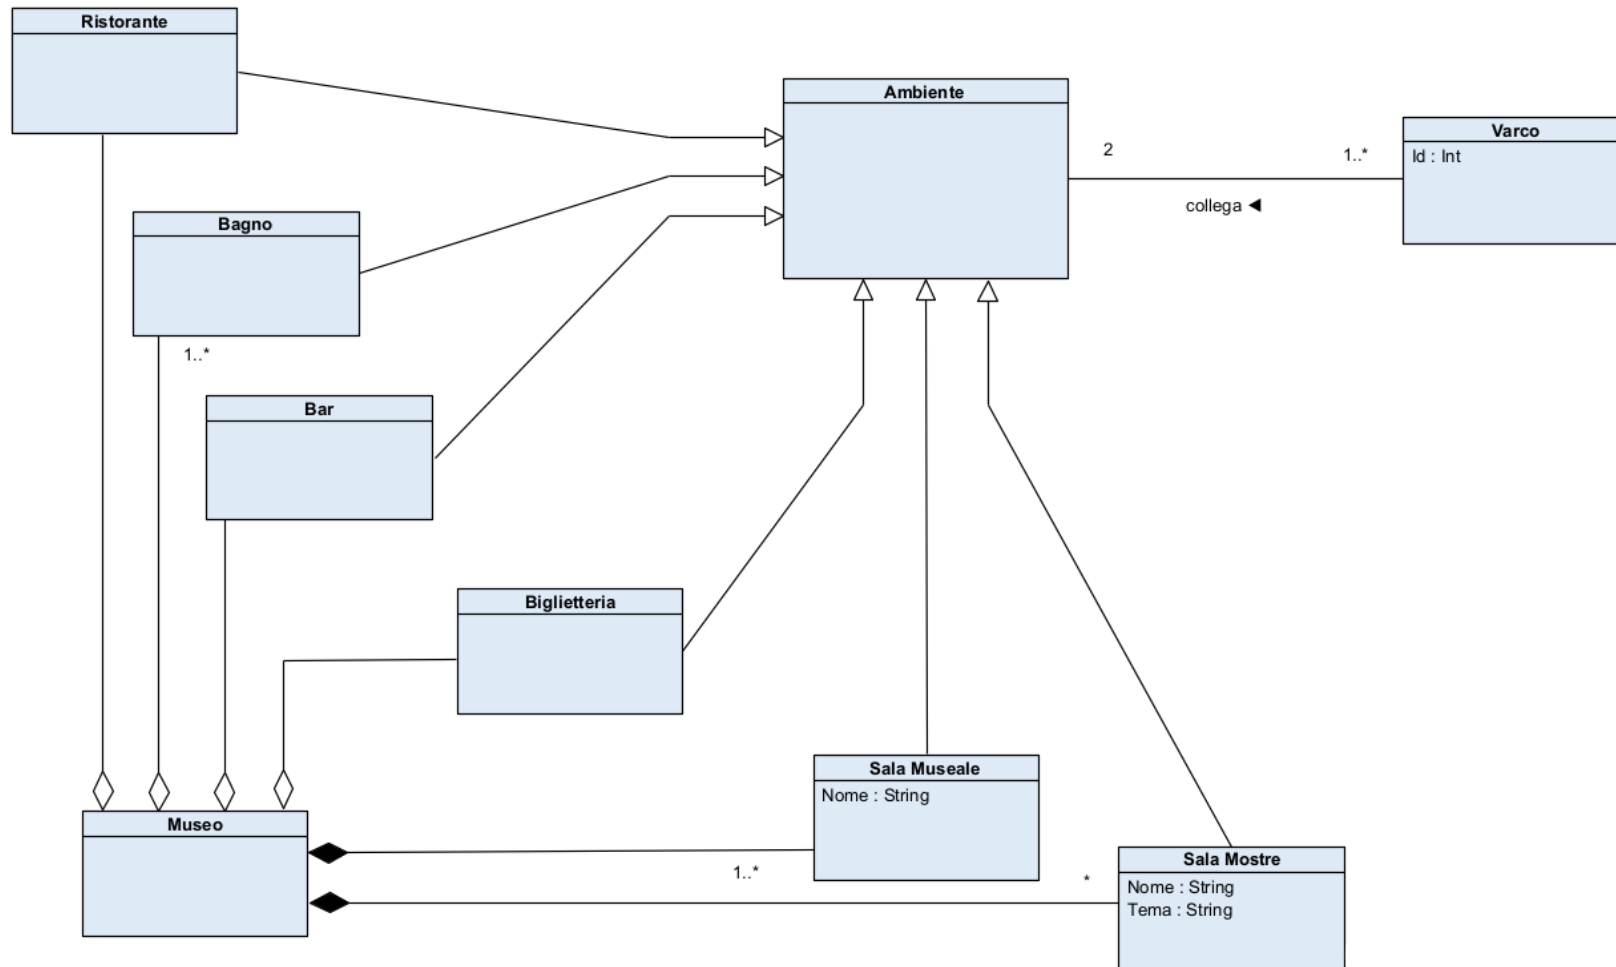 Ristorante
Ambiente
Varco
Id : Int
2
1..*
collega ◄
Bagno
1..*
Bar
Biglietteria
Sala Museale
Nome : String
Museo
1..*
*
Sala Mostre
Nome : String
Tema : String